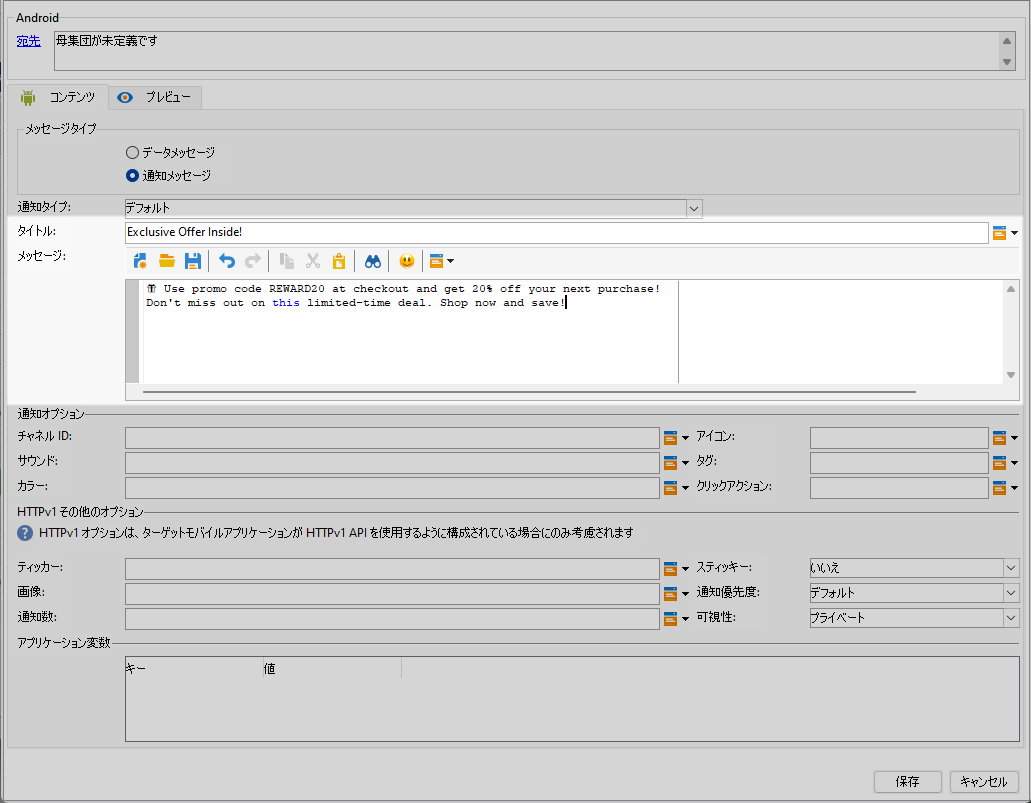 Android
宛先
母集団が未定義です
コンテンツ
プレビュー
メッセージタイプ
データメッセージ
通知メッセージ
通知タイプ:
デフォルト
タイトル:
Exclusive Offer Inside!
メッセージ:
🎁 Use promo code REWARD20 at checkout and get 20% off your next purchase!
Don't miss out on this limited-time deal. Shop now and save!
通知オプション
チャネル ID:
アイコン:
サウンド:
タグ:
カラー:
クリックアクション:
HTTPv1 その他のオプション
HTTPv1 オプションは、ターゲットモバイルアプリケーションが HTTPv1 API を使用するように構成されている場合にのみ考慮されます
ティッカー:
スティッキー:
いいえ
画像:
通知優先度:
デフォルト
通知数:
可視性:
プライベート
アプリケーション変数
キー
値
保存
キャンセル